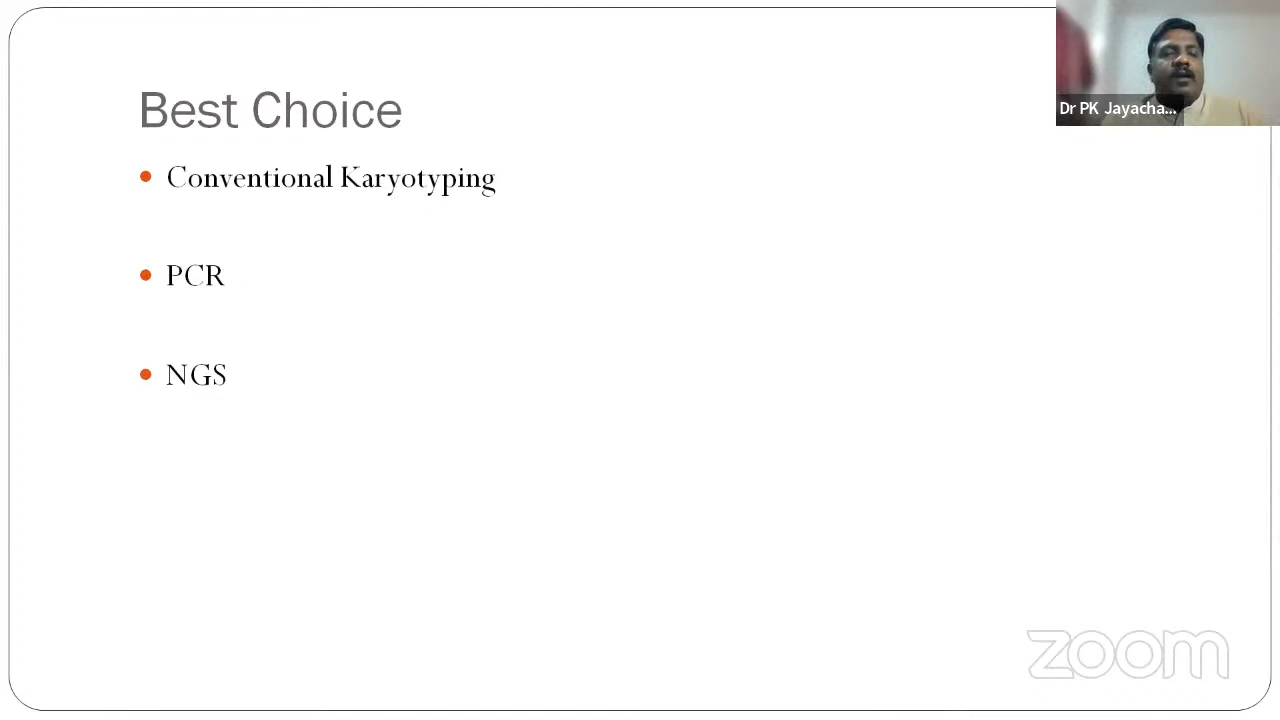 Dr PK Jayacha...
Best Choice
Conventional Karyotyping
PCR
NGS
zoom